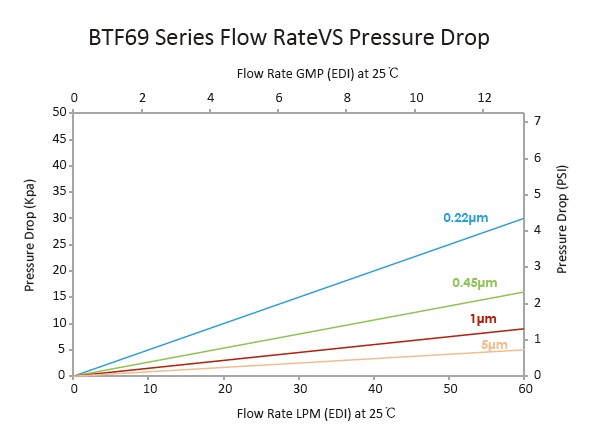 BTF69 Series Flow RateVS Pressure Drop
Flow Rate GMP (EDI) at 25℃
0 2 4 6 8 10 12
50
45
40
35
30
25
20
15
10
5
0
Pressure Drop (Kpa)
0.22μm
0.45μm
1μm
5μm
7
6
5
4
3
2
1
0
Pressure Drop (PSI)
0 10 20 30 40 50 60
Flow Rate LPM (EDI) at 25℃